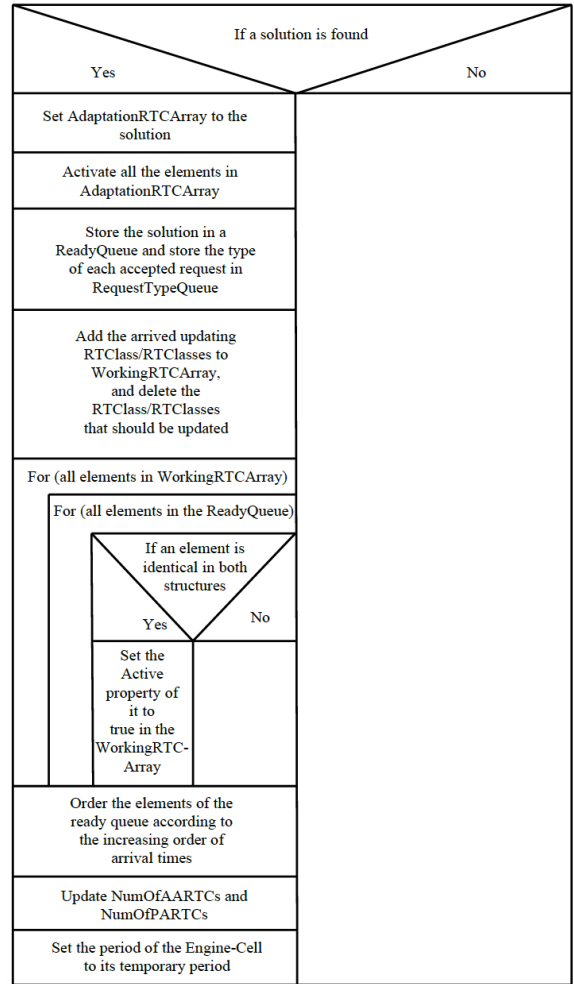 If a solution is found
Yes
No
Set AdaptationRTCArray to the
solution
Activate all the elements in
AdaptationRTCArray
Store the solution in a
ReadyQueue and store the type
of each accepted request in
RequestTypeQueue
Add the arrived updating
RTClass/RTClasses to
WorkingRTCArray,
and delete the
RTClass/RTClasses
that should be updated
For (all elements in WorkingRTCArray)
For (all elements in the ReadyQueue)
If an element is
identical in both
structures
Yes
No
Set the
Active
property of
it to
true in the
WorkingRTC-
Array
Order the elements of the
ready queue according to
the increasing order of
arrival times
Update NumOfAARTCs and
NumOfPARTCs
Set the period of the Engine-Cell
to its temporary period